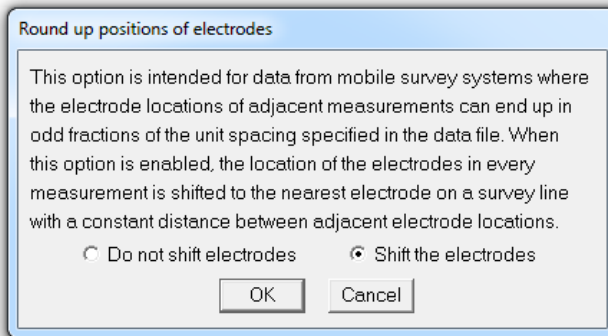 Round up positions of electrodes
This option is intended for data from mobile survey systems where
the electrode locations of adjacent measurements can end up in
odd fractions of the unit spacing specified in the data file. When
this option is enabled, the location of the electrodes in every
measurement is shifted to the nearest electrode on a survey line
with a constant distance between adjacent electrode locations.
Do not shift electrodes Shift the electrodes
OK Cancel